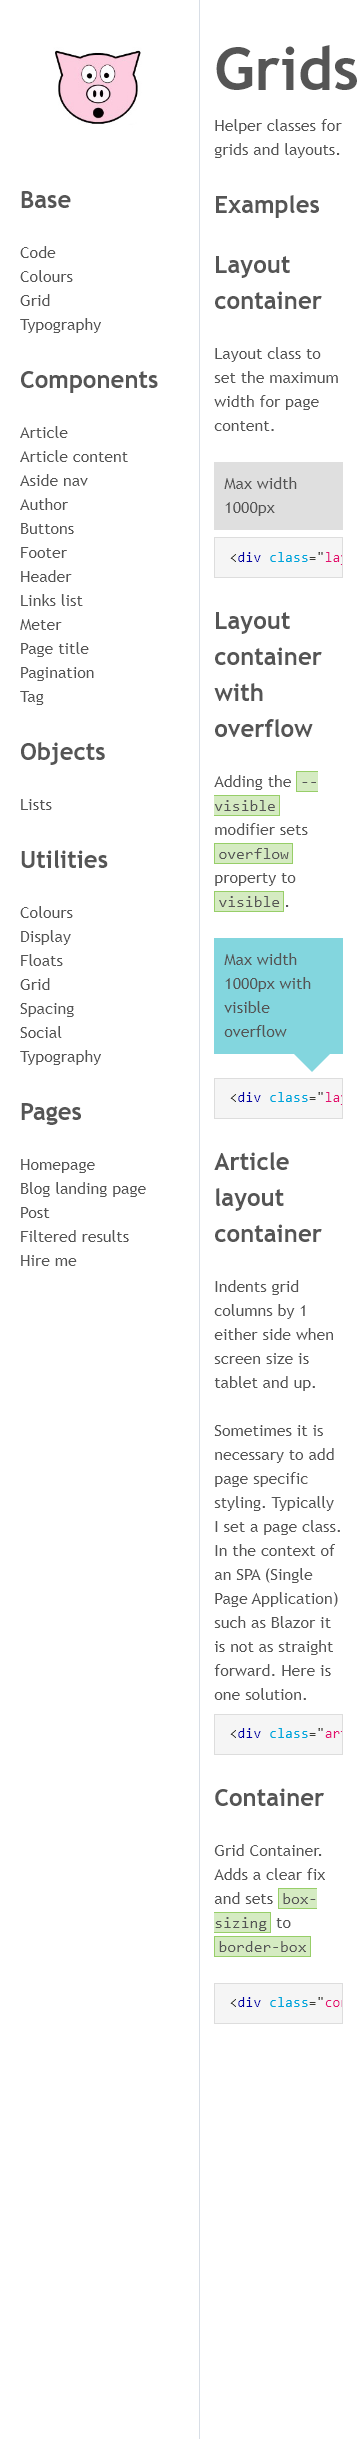 Base
Code
Colours
Grid
Typography
Components
Article
Article content
Aside nav
Author
Buttons
Footer
Header
Links list
Meter
Page title
Pagination
Tag
Objects
Lists
Utilities
Colours
Display
Floats
Grid
Spacing
Social
Typography
Pages
Homepage
Blog landing page
Post
Filtered results
Hire me
Grids
Helper classes for
grids and layouts.
Examples
Layout
container
Layout class to
set the maximum
width for page
content.
Max width
1000px
<div class="lay
Layout
container
with
overflow
Adding the --
visible
modifier sets
overflow
property to
visible.
Max width
1000px with
visible
overflow
<div class="lay
Article
layout
container
Indents grid
columns by 1
either side when
screen size is
tablet and up.
Sometimes it is
necessary to add
page specific
styling. Typically
I set a page class.
In the context of
an SPA (Single
Page Application)
such as Blazor it
is not as straight
forward. Here is
one solution.
<div class="art
Container
Grid Container.
Adds a clear fix
and sets box-
sizing to
border-box
<div class="con